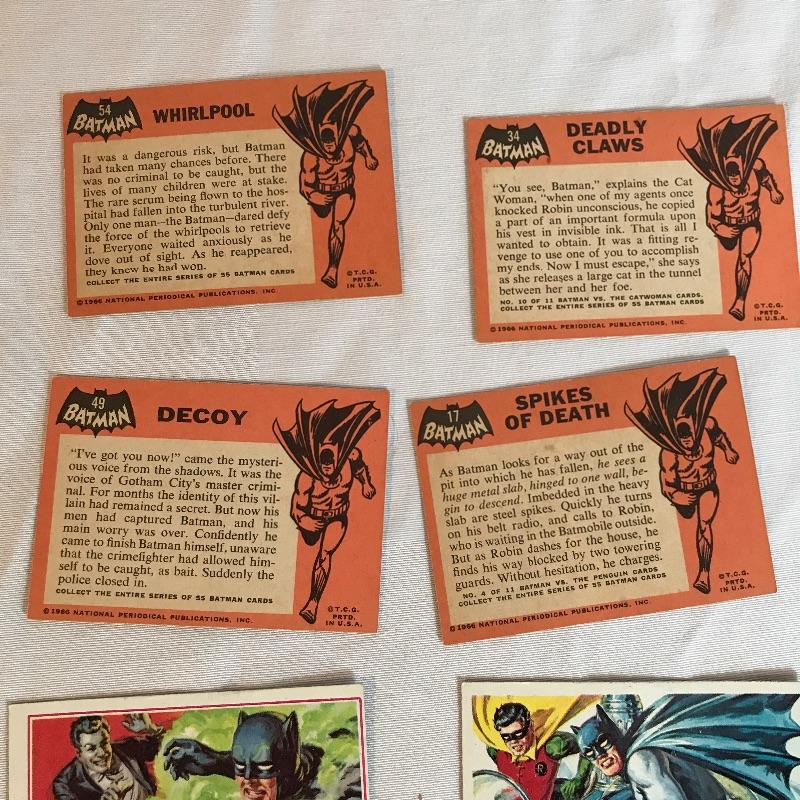 54
BATMAN
WHIRLPOOL
It was a dangerous risk, but Batman
had taken many chances before. There
was no criminal to be caught, but the
lives of many children were at stake.
The rare serum being flown to the hos-
pital had fallen into the turbulent river.
Only one man—the Batman—dared defy
the force of the whirlpools to retrieve
it. Everyone waited anxiously as he
dove out of sight. As he reappeared,
they knew he had won.
COLLECT THE ENTIRE SERIES OF 55 BATMAN CARDS
©1966 NATIONAL PERIODICAL PUBLICATIONS, INC.
©T.C.G.
PRTD.
IN U.S.A.
34
BATMAN
DEADLY
CLAWS
"You see, Batman," explains the Cat
Woman, "when one of my agents once
knocked Robin unconscious, he copied
a part of an important formula upon
his vest in invisible ink. That is all I
wanted to obtain. It was a fitting re-
venge to use one of you to accomplish
my ends. Now I must escape," she says
as she releases a large cat in the tunnel
between her and her foe.
NO. 10 OF 11 BATMAN VS. THE CATWOMAN CARDS.
COLLECT THE ENTIRE SERIES OF 55 BATMAN CARDS
©1966 NATIONAL PERIODICAL PUBLICATIONS, INC.
©T.C.G.
PRTD.
IN U.S.A.
49
BATMAN
DECOY
"I've got you now!" came the mysteri-
ous voice from the shadows. It was the
voice of Gotham City's master crimi-
nal. For months the identity of this vil-
lain had remained a secret. But now his
men had captured Batman, and his
main worry was over. Confidently he
came to finish Batman himself, unaware
that the crimefighter had allowed him-
self to be caught, as bait. Suddenly the
police closed in.
COLLECT THE ENTIRE SERIES OF 55 BATMAN CARDS
©1966 NATIONAL PERIODICAL PUBLICATIONS, INC.
©T.C.G.
PRTD.
IN U.S.A.
17
BATMAN
SPIKES
OF DEATH
As Batman looks for a way out of the
pit into which he has fallen, he sees a
huge metal slab, hinged to one wall, be-
gin to descend. Imbedded in the heavy
slab are steel spikes. Quickly he turns
on his belt radio, and calls to Robin,
who is waiting in the Batmobile outside.
But as Robin dashes for the house, he
finds his way blocked by two towering
guards. Without hesitation, he charges.
NO. 4 OF 11 BATMAN VS. THE PENGUIN CARDS
COLLECT THE ENTIRE SERIES OF 55 BATMAN CARDS
©1966 NATIONAL PERIODICAL PUBLICATIONS, INC.
©T.C.G.
PRTD.
IN U.S.A.
R